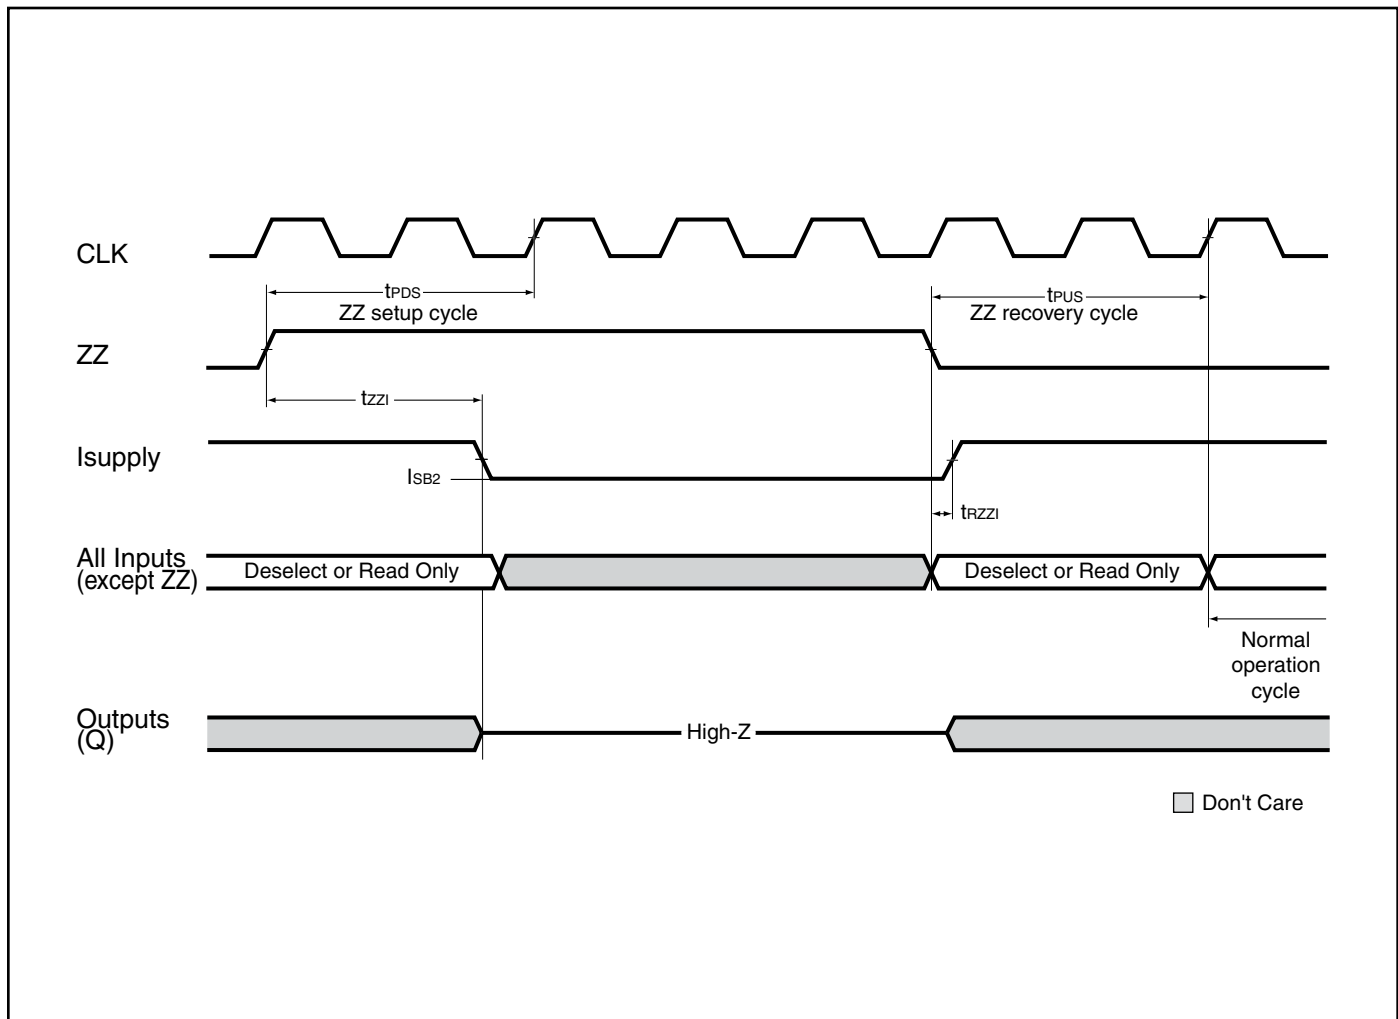 CLK
tPDS
ZZ setup cycle
tPUS
ZZ recovery cycle
ZZ
tZZI
Isupply
ISB2
tRZZI
All Inputs
(except ZZ)
Deselect or Read Only
Deselect or Read Only
Normal
operation
cycle
Outputs
(Q)
High-Z
Don't Care